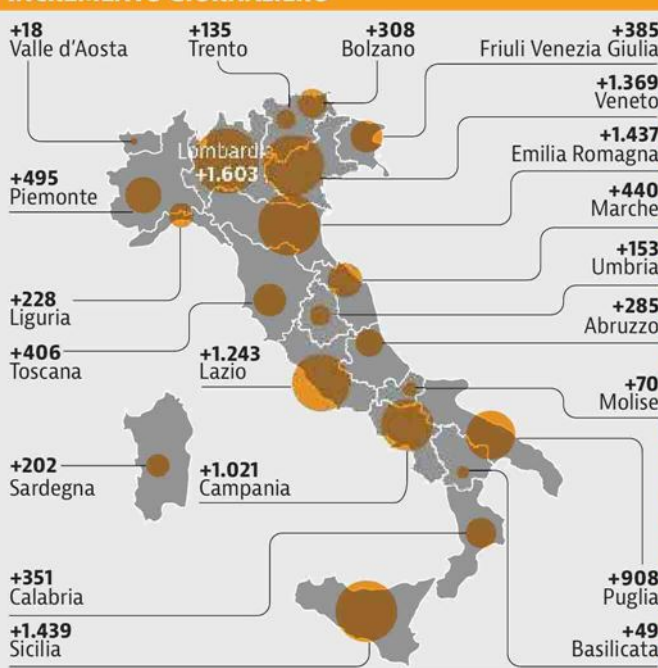 INCREMENTO GIORNALIERO
+18
Valle d'Aosta
+135
Trento
+308
Bolzano
+385
Friuli Venezia Giulia
+1.369
Veneto
Lombardia
+1.603
+1.437
Emilia Romagna
+495
Piemonte
+440
Marche
+153
Umbria
+228
Liguria
+285
Abruzzo
+406
Toscana
+1.243
Lazio
+70
Molise
+202
Sardegna
+1.021
Campania
+351
Calabria
+908
Puglia
+1.439
Sicilia
+49
Basilicata